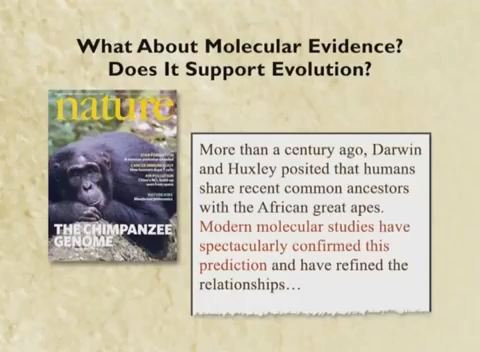 What About Molecular Evidence?
Does It Support Evolution?
nature
THE CHIMPANZEE
GENOME
More than a century ago, Darwin
and Huxley posited that humans
share recent common ancestors
with the African great apes.
Modern molecular studies have
spectacularly confirmed this
prediction and have refined the
relationships…